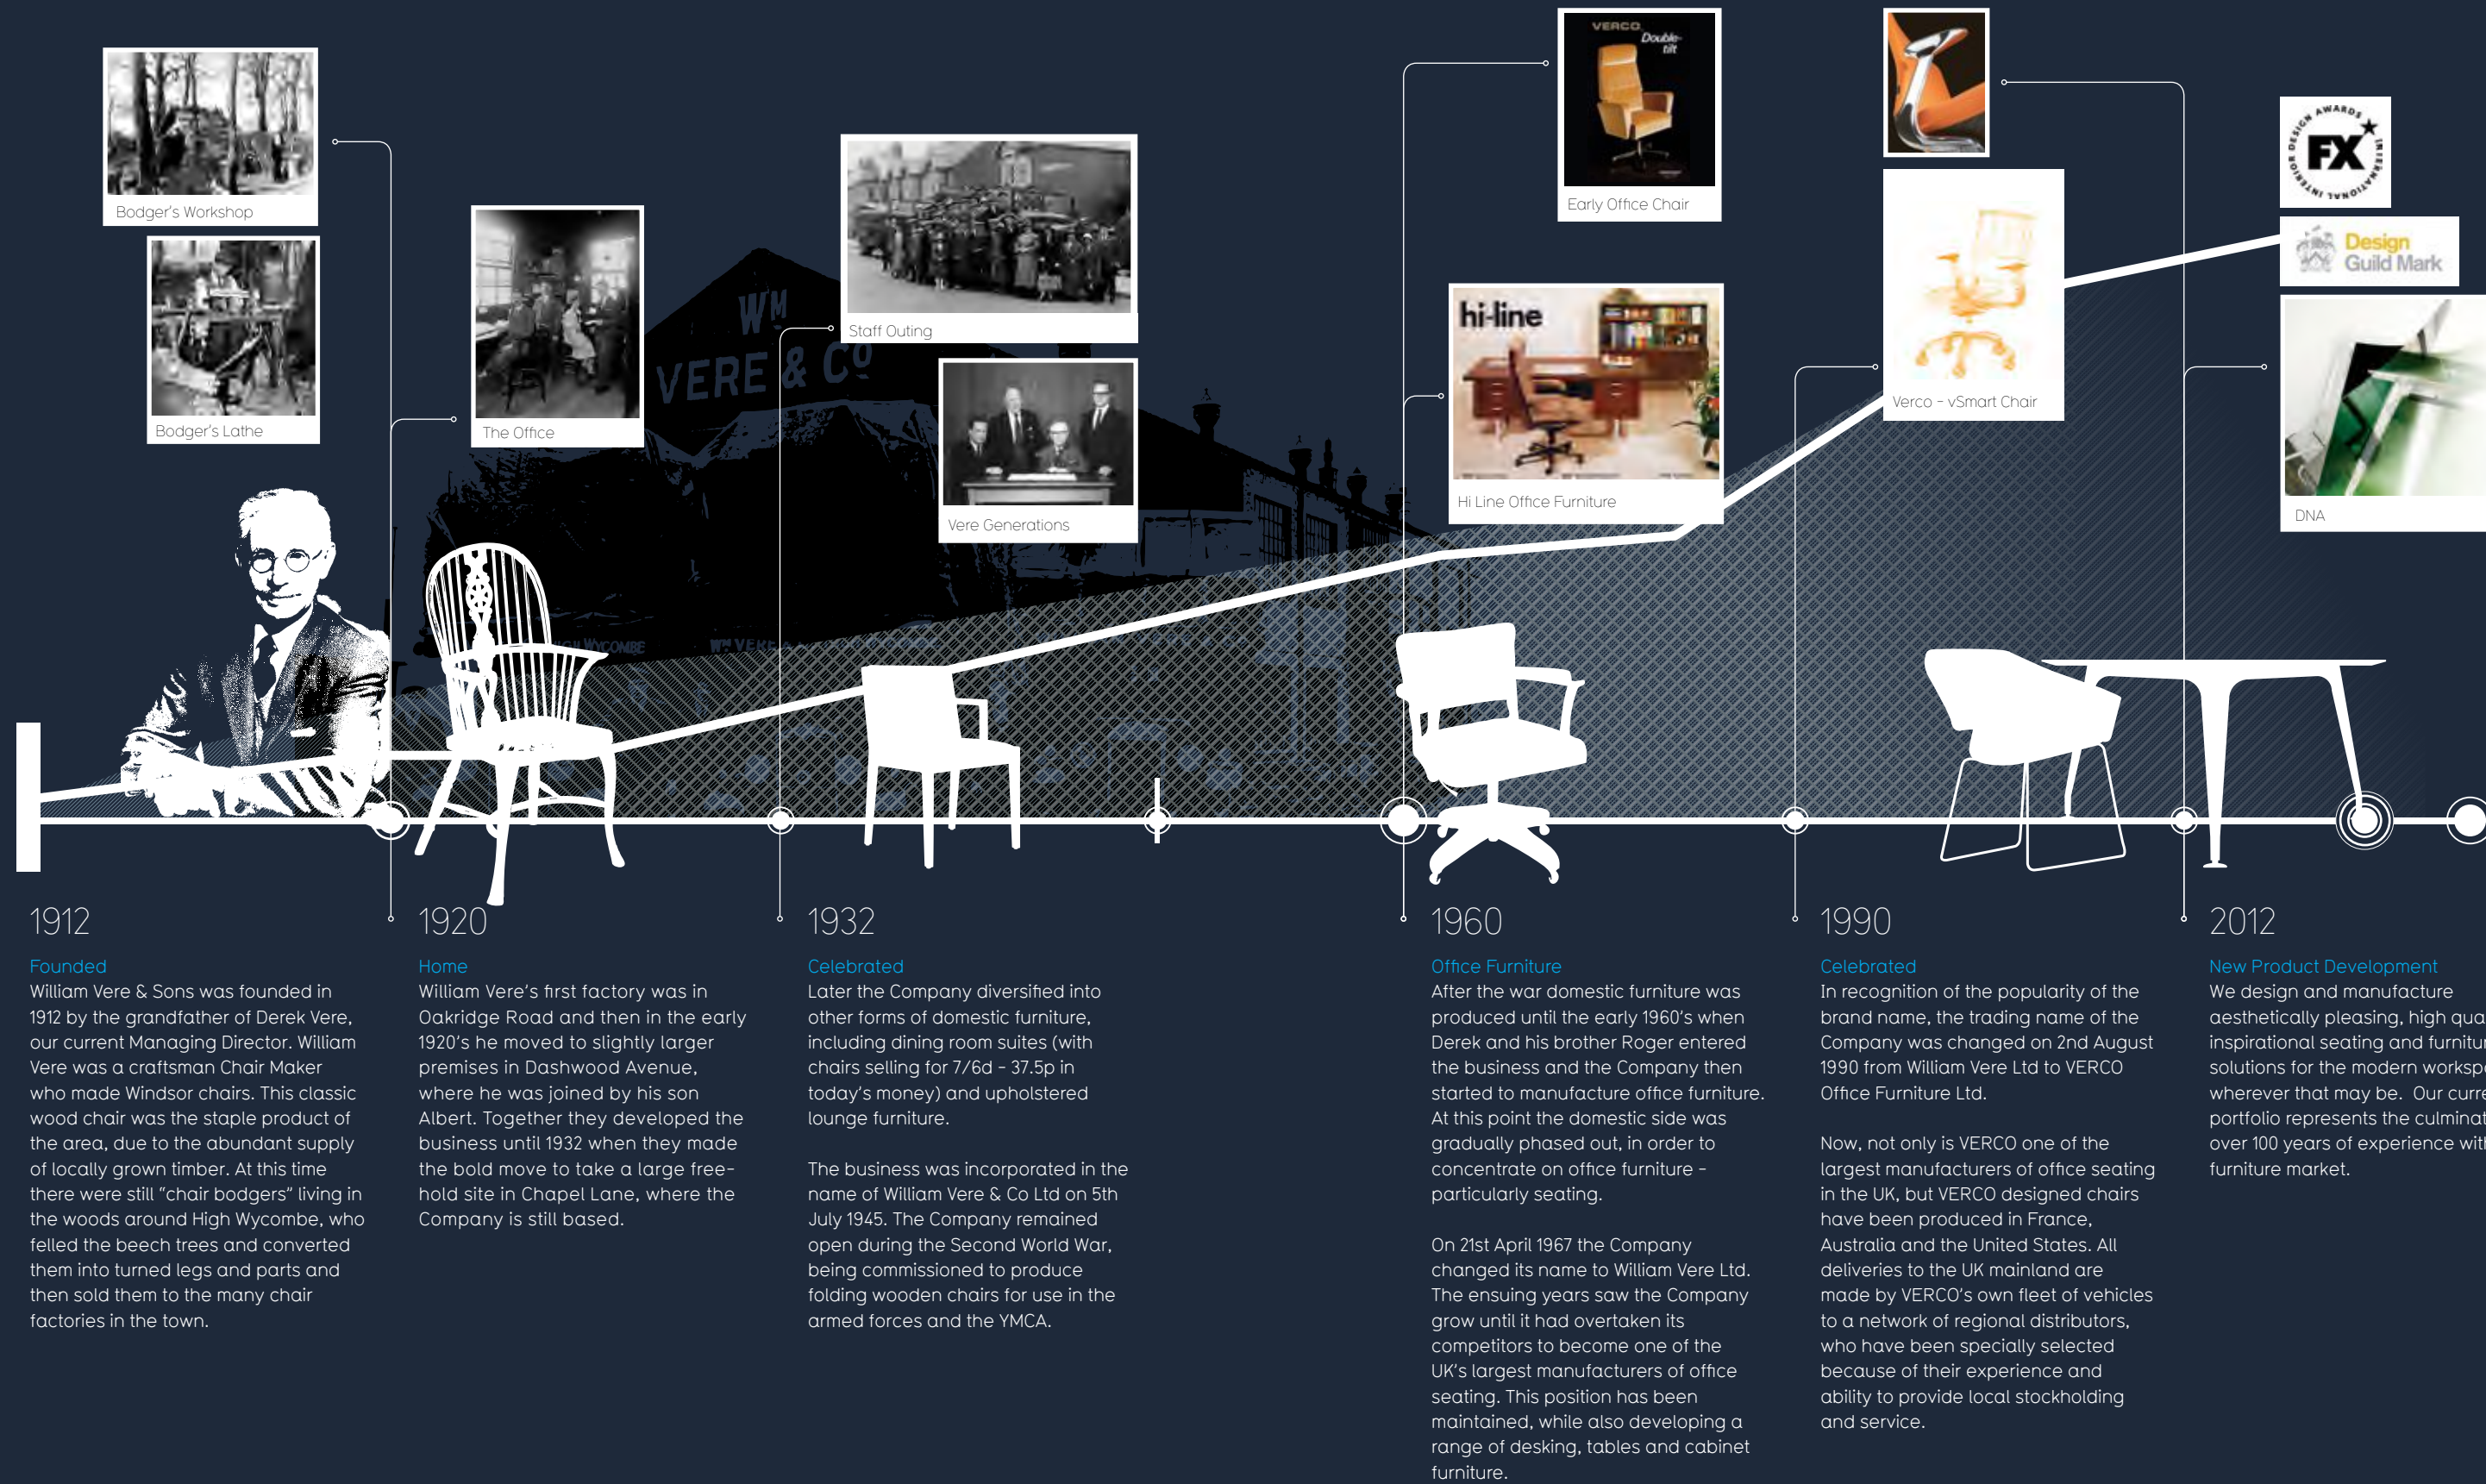 Bodger's Workshop
Bodger's Lathe
The Office
WM
VERE & Co
WYCOMBE
Staff Outing
Vere Generations
VERCO
Double-
tilt
Early Office Chair
hi-line
Hi Line Office Furniture
Verco - vSmart Chair
INTERNATIONAL INTERIOR DESIGN AWARDS
FX
Design
Guild Mark
DNA
1912
Founded
William Vere & Sons was founded in
1912 by the grandfather of Derek Vere,
our current Managing Director. William
Vere was a craftsman Chair Maker
who made Windsor chairs. This classic
wood chair was the staple product of
the area, due to the abundant supply
of locally grown timber. At this time
there were still "chair bodgers" living in
the woods around High Wycombe, who
felled the beech trees and converted
them into turned legs and parts and
then sold them to the many chair
factories in the town.
1920
Home
William Vere's first factory was in
Oakridge Road and then in the early
1920's he moved to slightly larger
premises in Dashwood Avenue,
where he was joined by his son
Albert. Together they developed the
business until 1932 when they made
the bold move to take a large free-
hold site in Chapel Lane, where the
Company is still based.
1932
Celebrated
Later the Company diversified into
other forms of domestic furniture,
including dining room suites (with
chairs selling for 7/6d - 37.5p in
today's money) and upholstered
lounge furniture.
The business was incorporated in the
name of William Vere & Co Ltd on 5th
July 1945. The Company remained
open during the Second World War,
being commissioned to produce
folding wooden chairs for use in the
armed forces and the YMCA.
1960
Office Furniture
After the war domestic furniture was
produced until the early 1960's when
Derek and his brother Roger entered
the business and the Company then
started to manufacture office furniture.
At this point the domestic side was
gradually phased out, in order to
concentrate on office furniture -
particularly seating.
On 21st April 1967 the Company
changed its name to William Vere Ltd.
The ensuing years saw the Company
grow until it had overtaken its
competitors to become one of the
UK's largest manufacturers of office
seating. This position has been
maintained, while also developing a
range of desking, tables and cabinet
furniture.
1990
Celebrated
In recognition of the popularity of the
brand name, the trading name of the
Company was changed on 2nd August
1990 from William Vere Ltd to VERCO
Office Furniture Ltd.
Now, not only is VERCO one of the
largest manufacturers of office seating
in the UK, but VERCO designed chairs
have been produced in France,
Australia and the United States. All
deliveries to the UK mainland are
made by VERCO's own fleet of vehicles
to a network of regional distributors,
who have been specially selected
because of their experience and
ability to provide local stockholding
and service.
2012
New Product Development
We design and manufacture
aesthetically pleasing, high qua
inspirational seating and furnitur
solutions for the modern workspa
wherever that may be. Our curre
portfolio represents the culminat
over 100 years of experience with
furniture market.